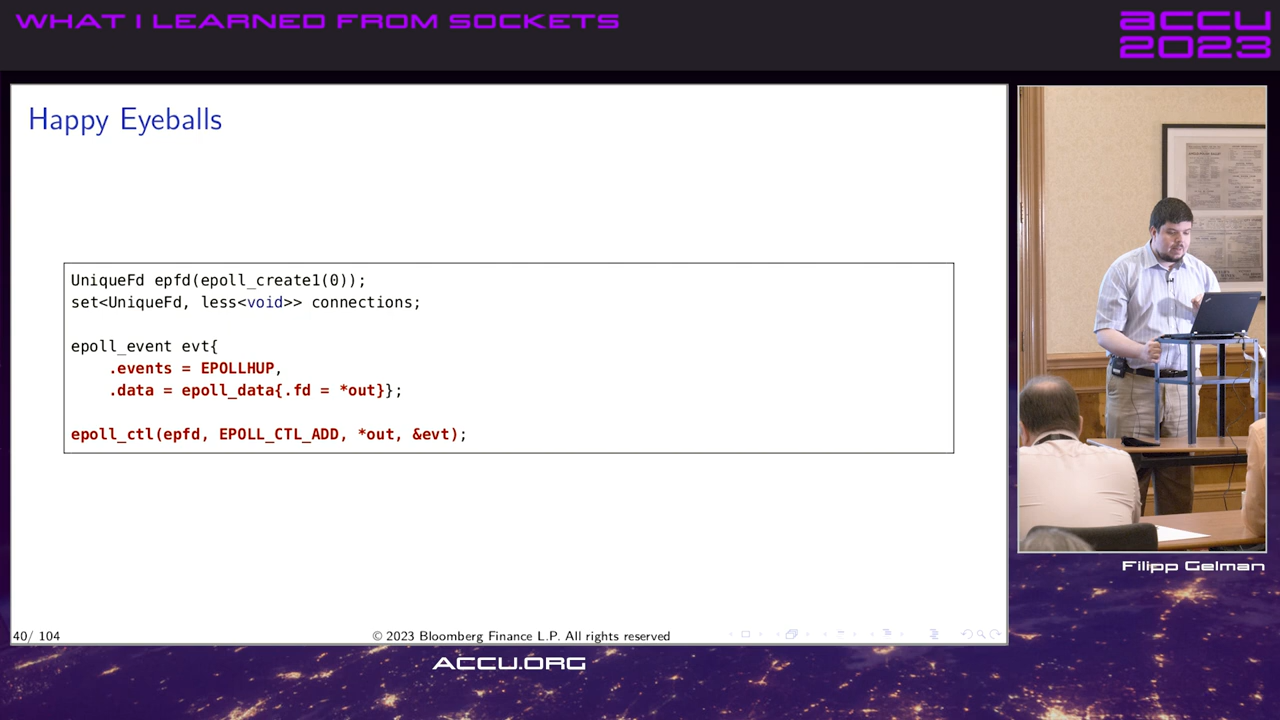 WHAT I LEARNED FROM SOCKETS
ACCU
2023
Happy Eyeballs
UniqueFd epfd(epoll_create1(0));
set<UniqueFd, less<void>> connections;
epoll_event evt{
.events = EPOLLHUP,
.data = epoll_data{.fd = *out}};
epoll_ctl(epfd, EPOLL_CTL_ADD, *out, &evt);
40/ 104
© 2023 Bloomberg Finance L.P. All rights reserved
Filipp Gelman
ACCU.ORG